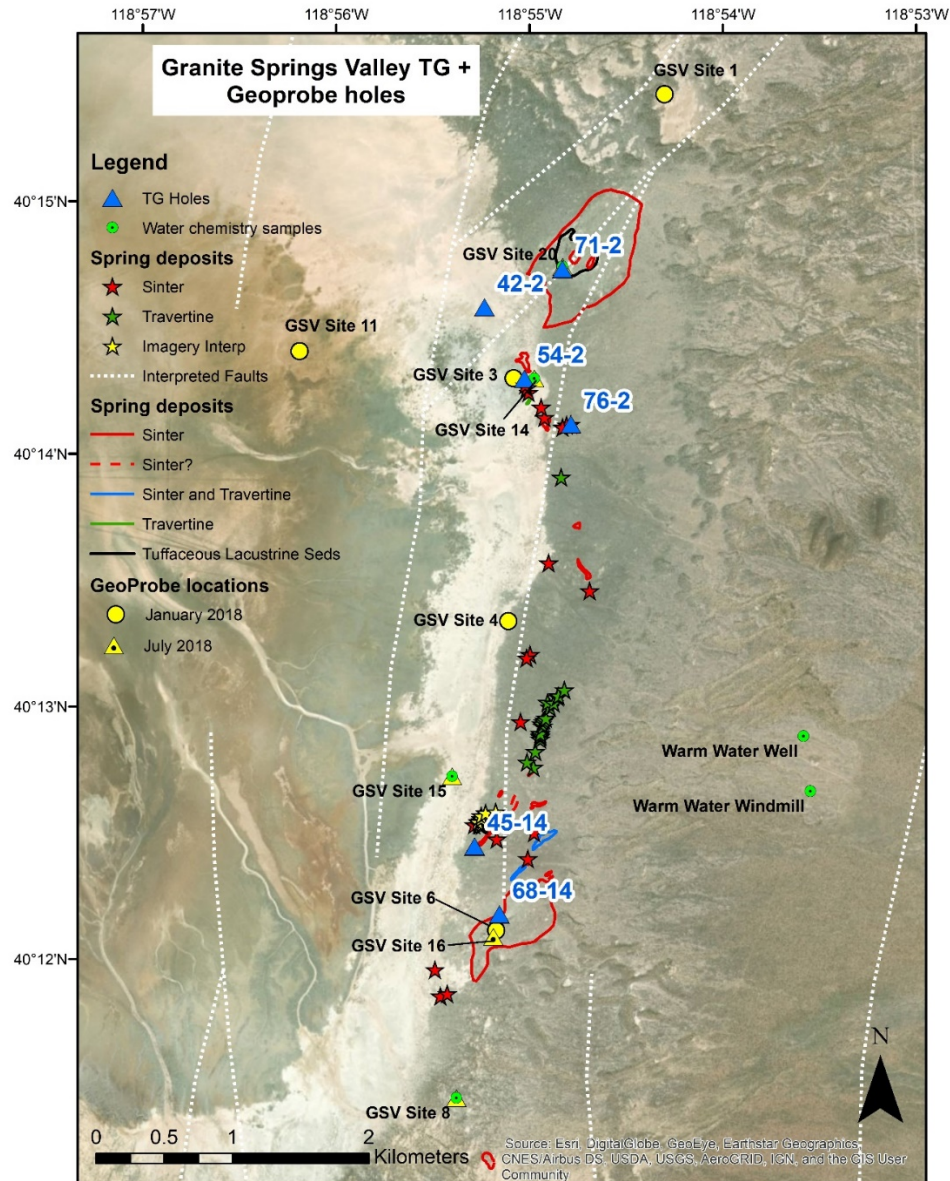 118°57'W 118°56'W 118°55'W 118°54'W 118°53'W
Granite Springs Valley TG +
Geoprobe holes
GSV Site 1
Legend
TG Holes
Water chemistry samples
Spring deposits
Sinter
Travertine
Imagery Interp
Interpreted Faults
Spring deposits
Sinter
Sinter?
Sinter and Travertine
Travertine
Tuffaceous Lacustrine Seds
GeoProbe locations
January 2018
July 2018
40°15'N
40°14'N
40°13'N
40°12'N
GSV Site 20
71-2
42-2
GSV Site 11
54-2
GSV Site 3
76-2
GSV Site 14
GSV Site 4
Warm Water Well
GSV Site 15
Warm Water Windmill
45-14
68-14
GSV Site 6
GSV Site 16
GSV Site 8
N
0 0.5 1 2
Kilometers
Source: Esri, DigitalGlobe, GeoEye, Earthstar Geographics,
CNES/Airbus DS, USDA, USGS, AeroGRID, IGN, and the GIS User
Community